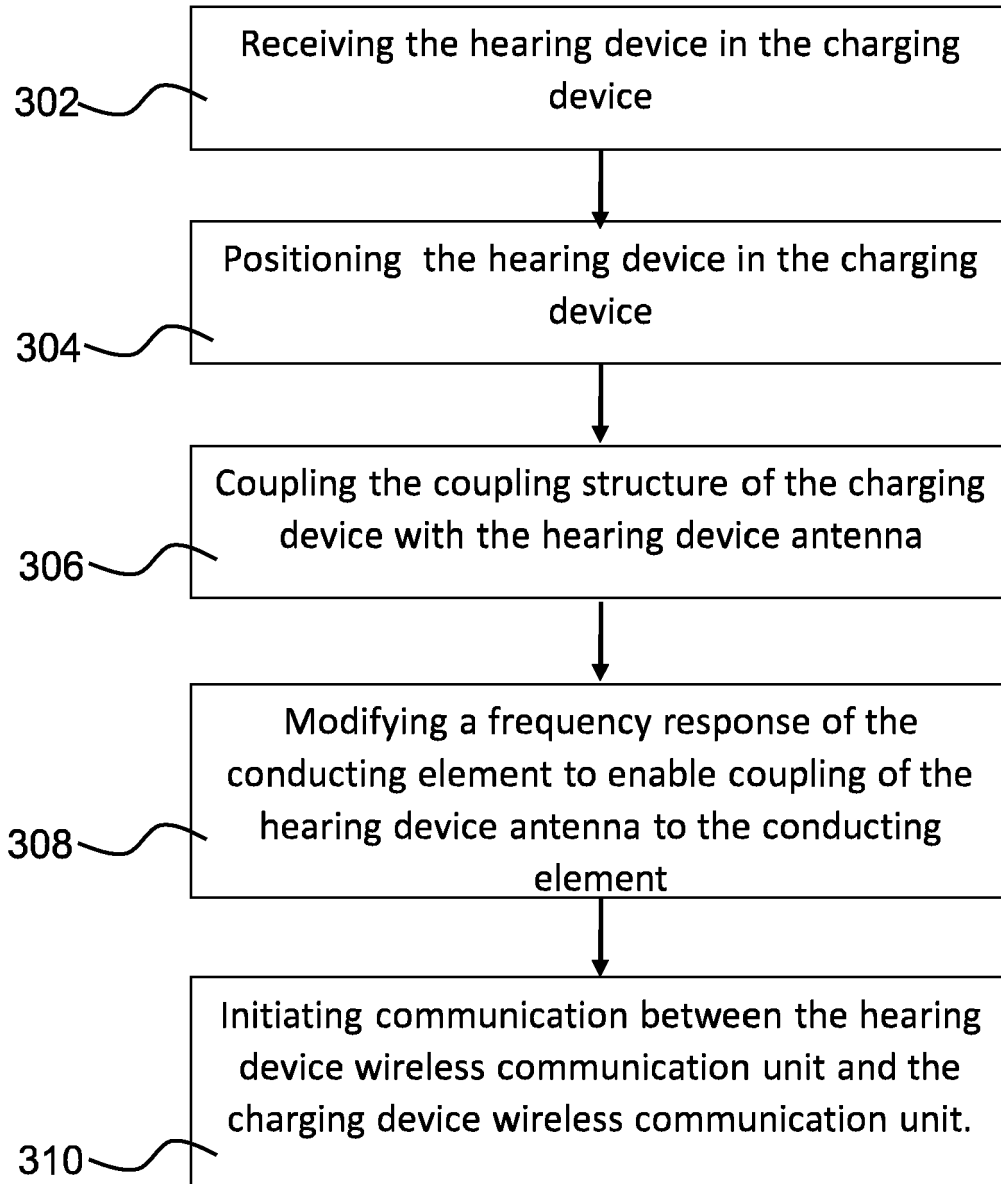 Receiving the hearing device in the charging
device
302
Positioning the hearing device in the charging
device
304
Coupling the coupling structure of the charging
device with the hearing device antenna
306
Modifying a frequency response of the
conducting element to enable coupling of the
hearing device antenna to the conducting
element
308
Initiating communication between the hearing
device wireless communication unit and the
charging device wireless communication unit.
310